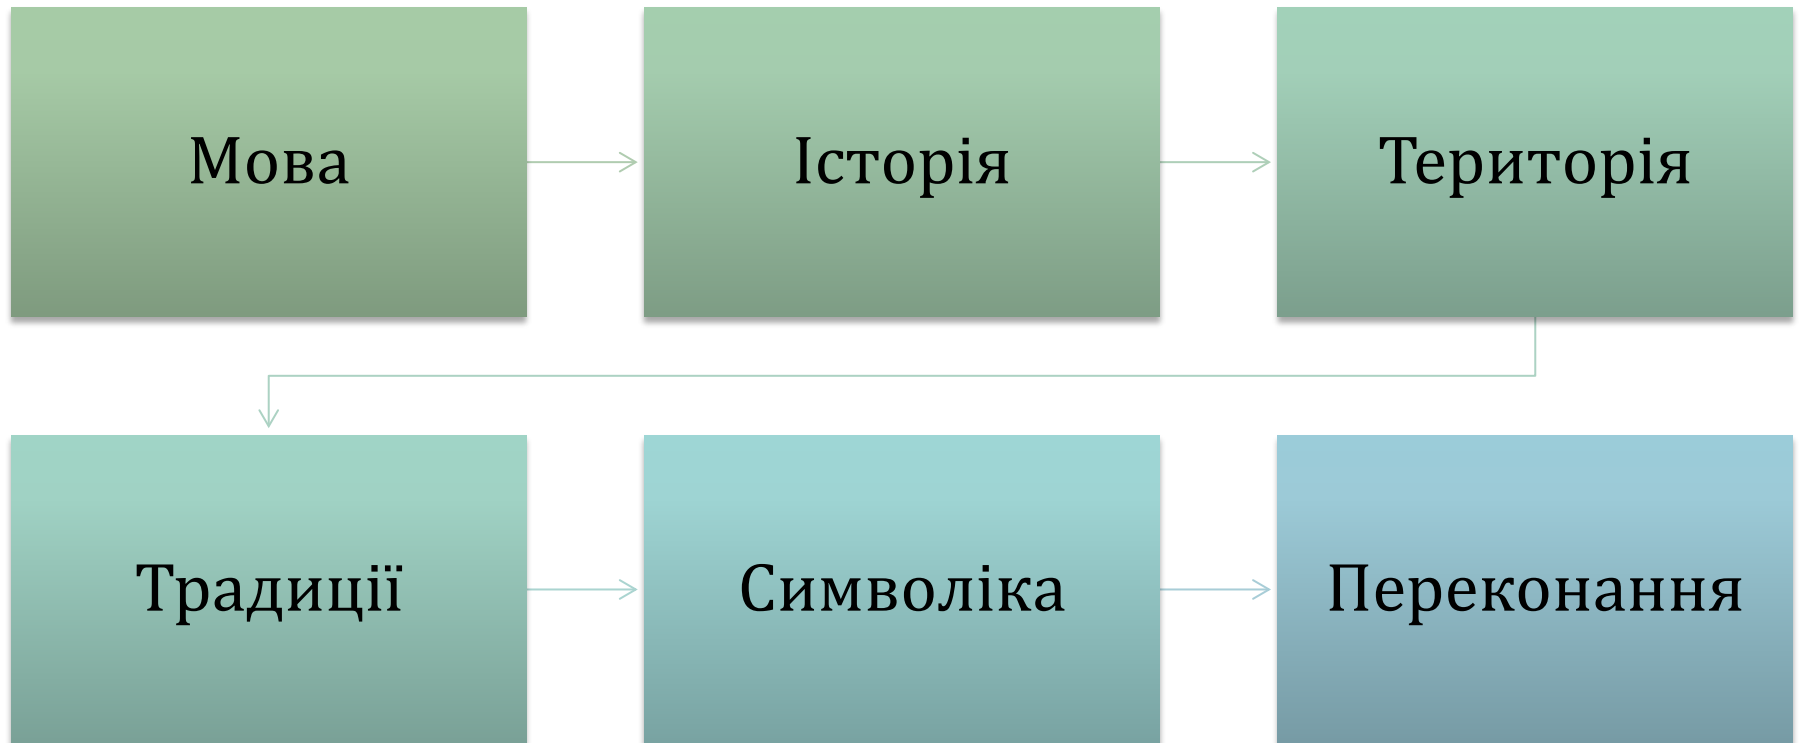 Мова
Історія
Територія
Традиції
Символіка
Переконання